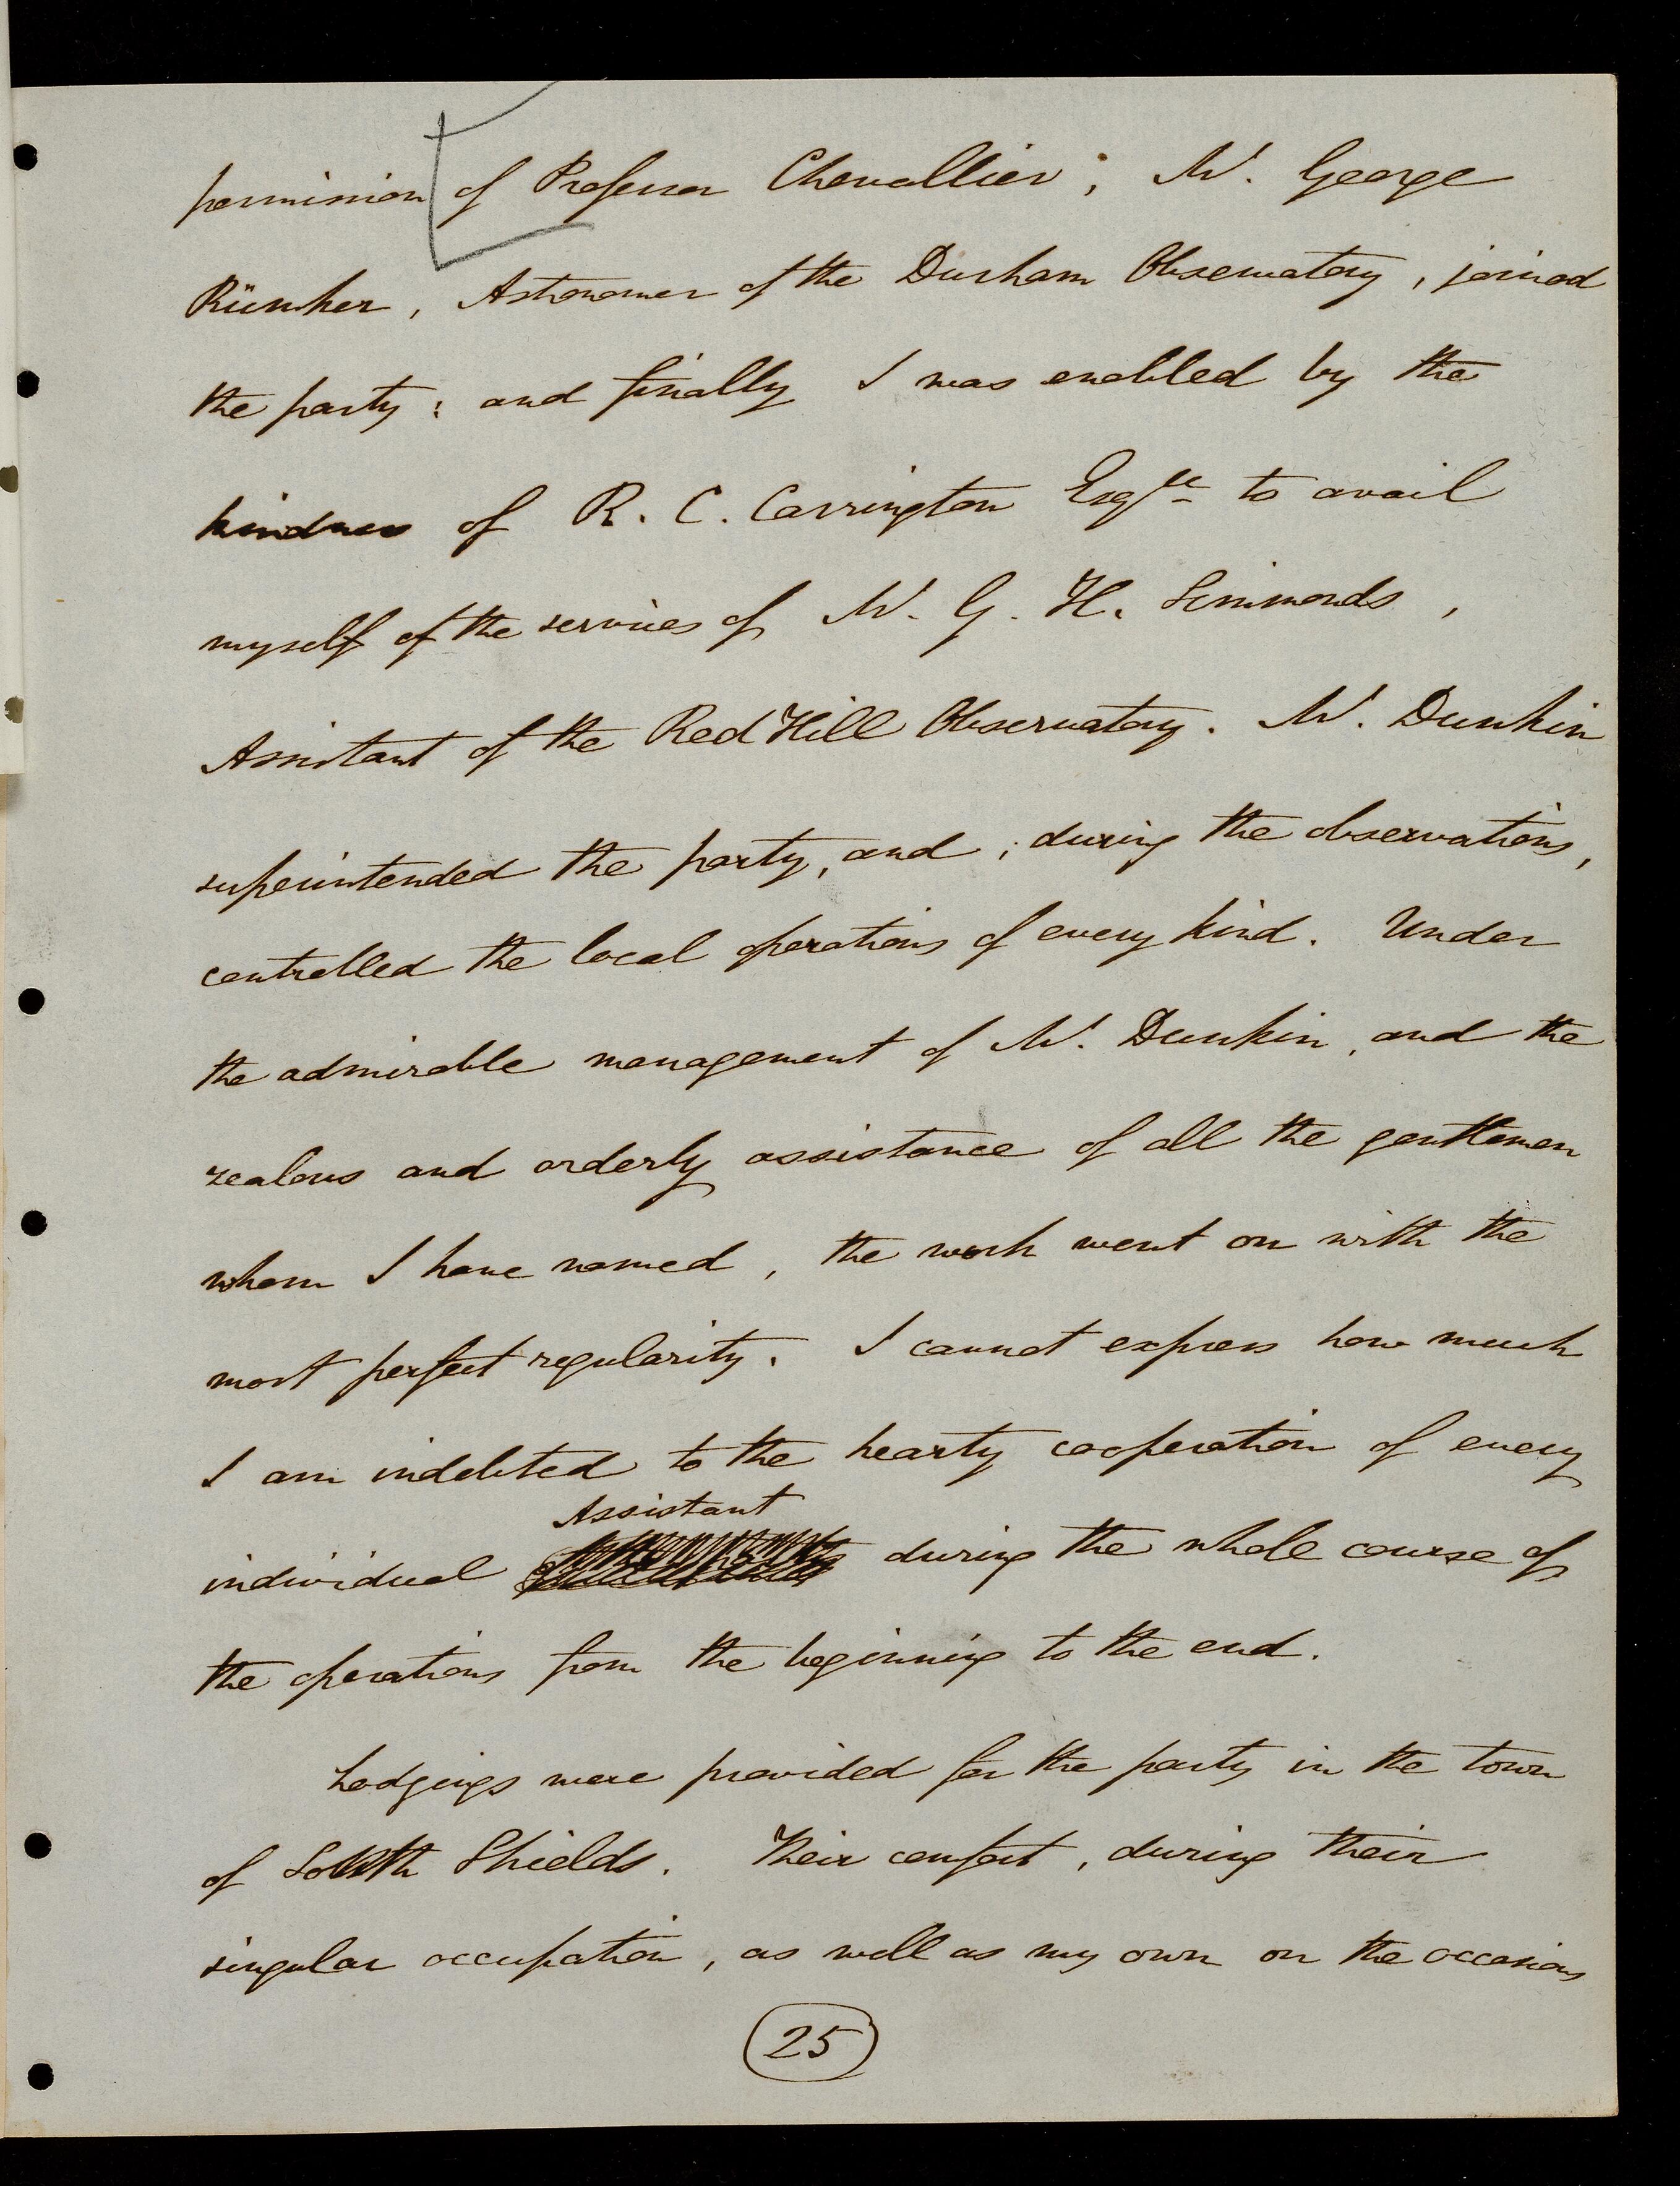 permission of Professor Chevallier, Mr. George
Rümker, Astronomer of the Durham Observatory, joined
the party: and finally I was enabled by the
kindness of R. C. Carrington Esqre to avail
myself of the services of Mr. G. H. Simmonds,
Assistant of the Red Hill Observatory. Mr. Dunkin
superintended the party, and, during the observations,
controlled the local operations of every kind. Under
the admirable management of Mr. Dunkin, and the
zealous and orderly assistance of all the gentlemen
whom I have named, the work went on with the
most perfect regularity. I cannot express how much
I am indebted to the hearty cooperation of every
Assistant
individual during the whole course of
the operations from the beginning to the end.
Lodgings were provided for the party in the town
of South Shields. Their comfort, during their
singular occupation, as well as my own on the occasions
25